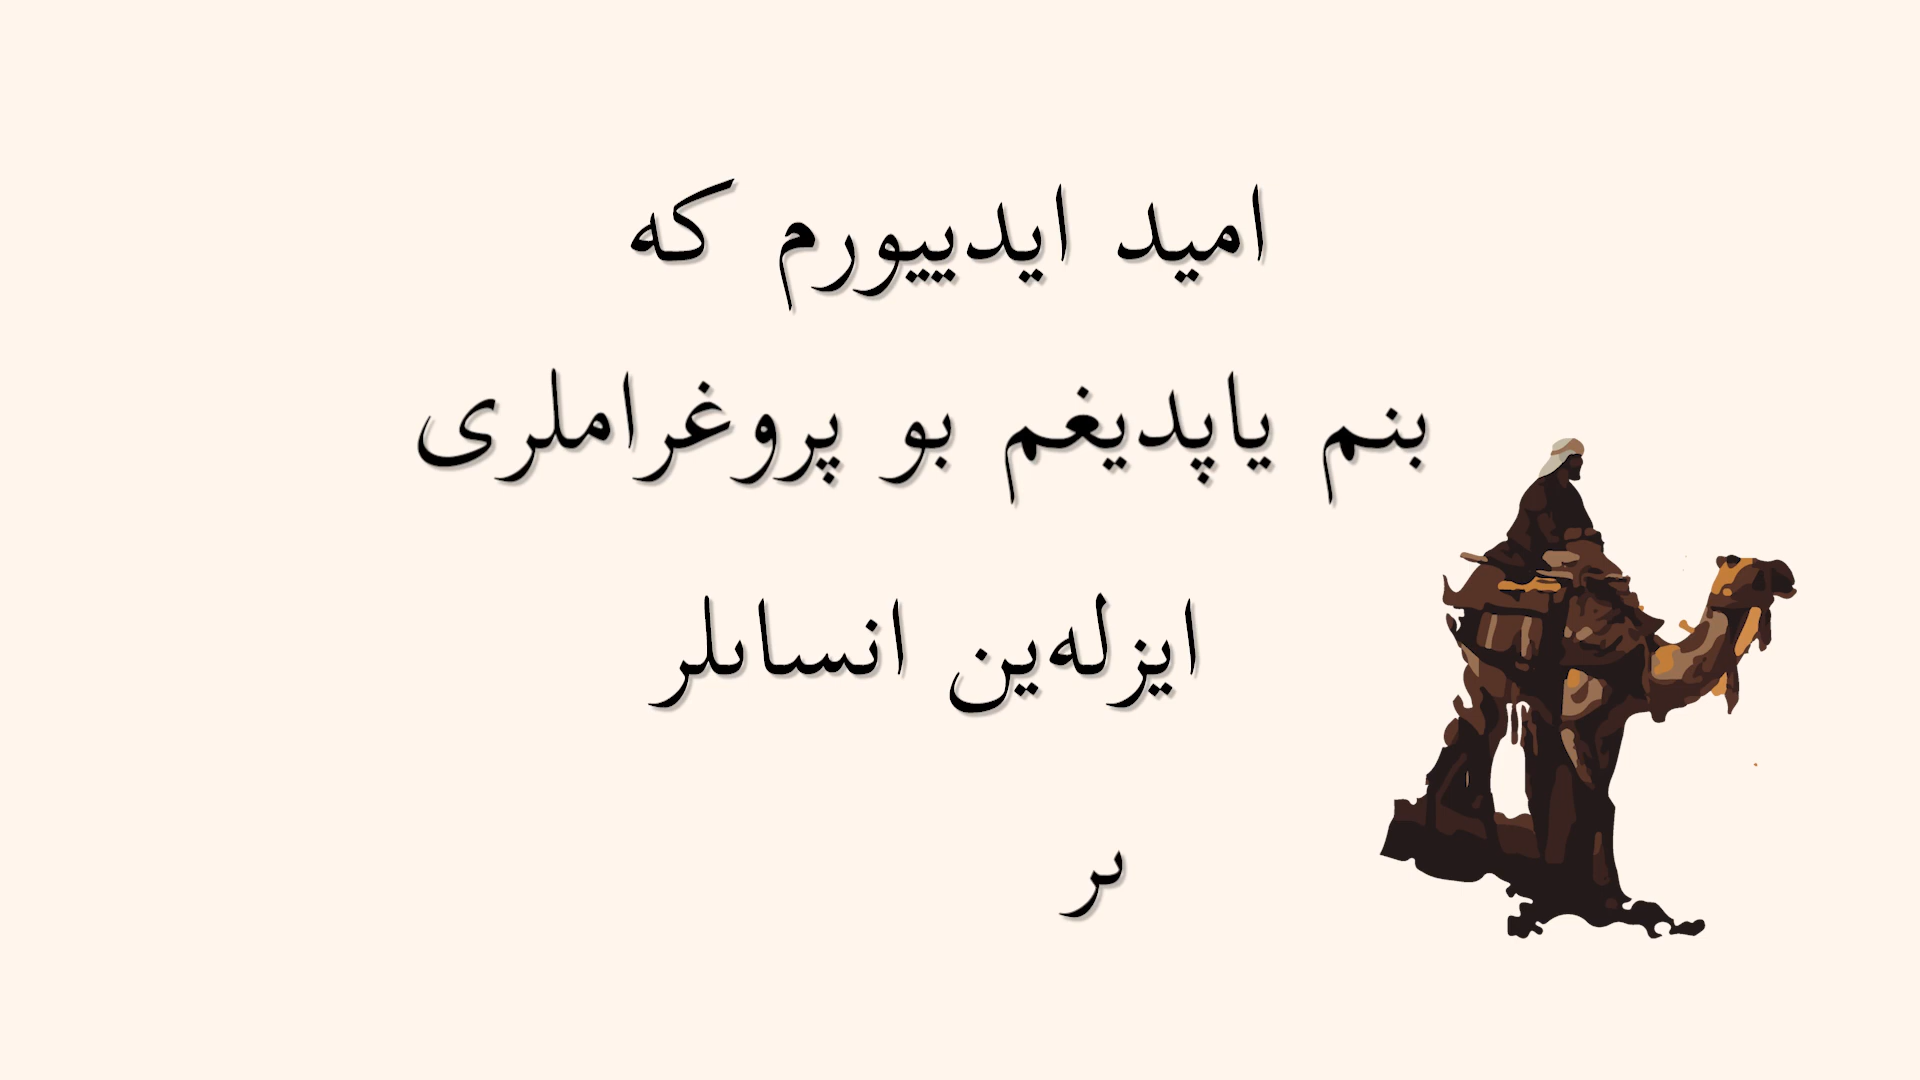 امید ایدییورم که
بنم یاپدیغم بو پروغراملری
ایزله‌ین انسانلر